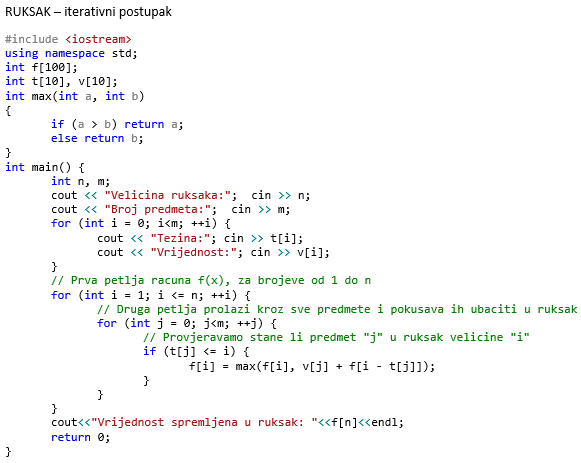 RUKSAK – iterativni postupak
#include <iostream>
using namespace std;
int f[100];
int t[10], v[10];
int max(int a, int b)
{
if (a > b) return a;
else return b;
}
int main() {
int n, m;
cout << "Velicina ruksaka:";  cin >> n;
cout << "Broj predmeta:";  cin >> m;
for (int i = 0; i<m; ++i) {
cout << "Tezina:"; cin >> t[i];
cout << "Vrijednost:"; cin >> v[i];
}
// Prva petlja racuna f(x), za brojeve od 1 do n
for (int i = 1; i <= n; ++i) {
// Druga petlja prolazi kroz sve predmete i pokusava ih ubaciti u ruksak
for (int j = 0; j<m; ++j) {
// Provjeravamo stane li predmet "j" u ruksak velicine "i"
if (t[j] <= i) {
f[i] = max(f[i], v[j] + f[i - t[j]]);
}
}
}
cout<<"Vrijednost spremljena u ruksak: "<<f[n]<<endl;
return 0;
}